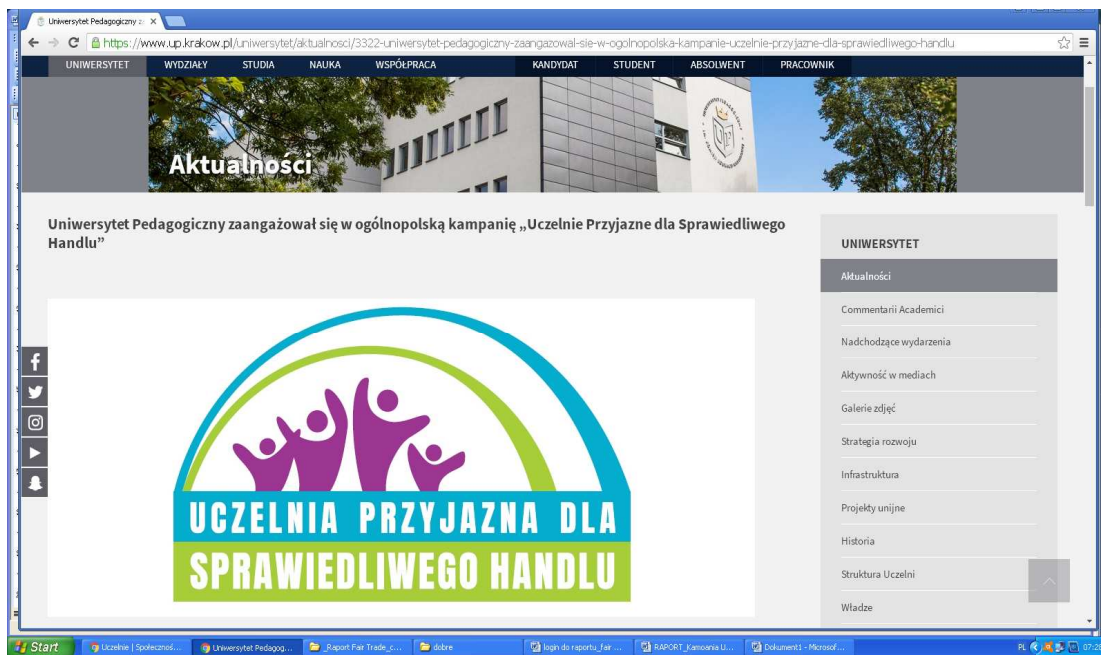 Uniwersytet Pedagogiczny z
https://www.up.krakow.pl/uniwersytet/aktualnosci/3322-uniwersytet-pedagogiczny-zaangazowal-sie-w-ogolnopolska-kampanie-uczelnie-przyjazne-dla-sprawiedliwego-handlu
UNIWERSYTET WYDZIAŁY STUDIA NAUKA WSPÓŁPRACA KANDYDAT STUDENT ABSOLWENT PRACOWNIK
Aktualności
Uniwersytet Pedagogiczny zaangażował się w ogólnopolską kampanię „Uczelnie Przyjazne dla Sprawiedliwego
Handlu”
UCZELNIA PRZYJAZNA DLA
SPRAWIEDLIWEGO HANDLU
UNIWERSYTET
Aktualności
Commentarii Academici
Nadchodzące wydarzenia
Aktywność w mediach
Galerie zdjęć
Strategia rozwoju
Infrastruktura
Projekty unijne
Historia
Struktura Uczelni
Władze
Start Uczelnie | Społecznoś... Uniwersytet Pedagog... _Raport Fair Trade_c... dobre login do raportu_fair ... RAPORT_Kampania U... Dokument1 - Microsof... PL 07:28